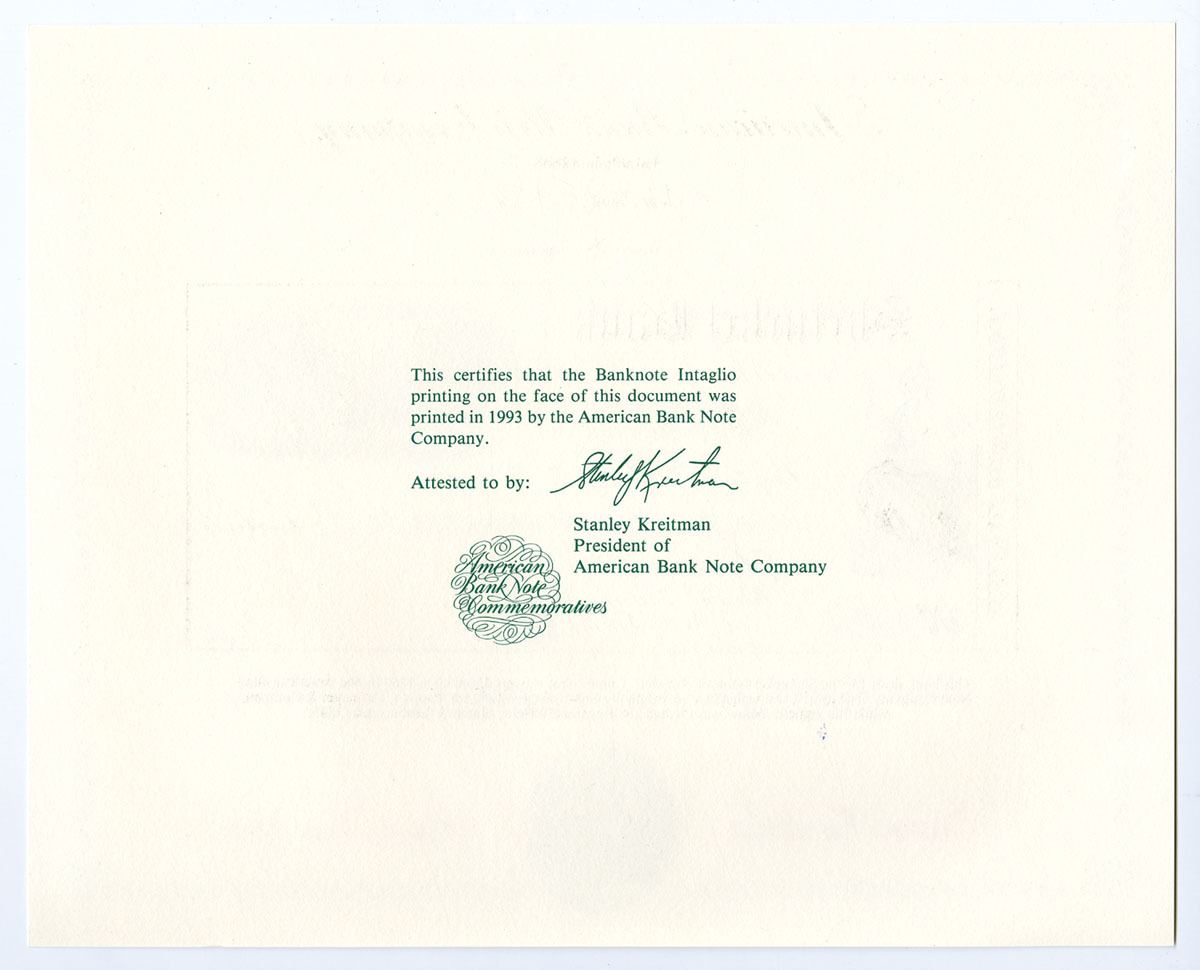 This certifies that the Banknote Intaglio
printing on the face of this document was
printed in 1993 by the American Bank Note
Company.
Attested to by: Stanley Kreitman
Stanley Kreitman
President of
American Bank Note Company
American
Bank Note
Commemoratives